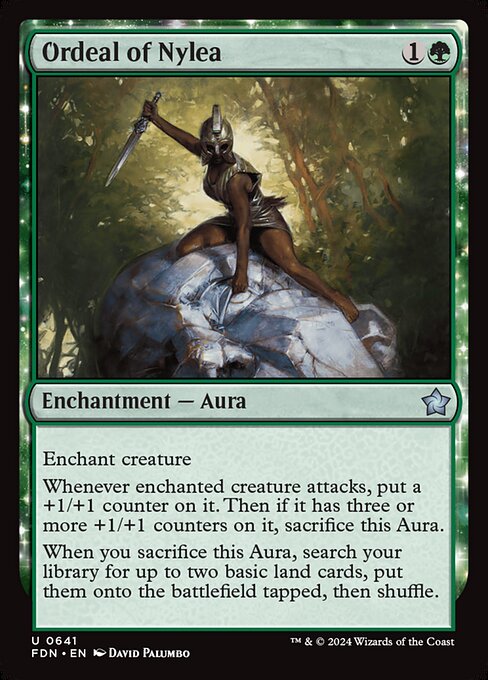 Ordeal of Nylea 1
Enchantment — Aura
Enchant creature
Whenever enchanted creature attacks, put a
+1/+1 counter on it. Then if it has three or
more +1/+1 counters on it, sacrifice this Aura.
When you sacrifice this Aura, search your
library for up to two basic land cards, put
them onto the battlefield tapped, then shuffle.
U 0641
FDN • EN DAVID PALUMBO
™ & © 2024 Wizards of the Coast